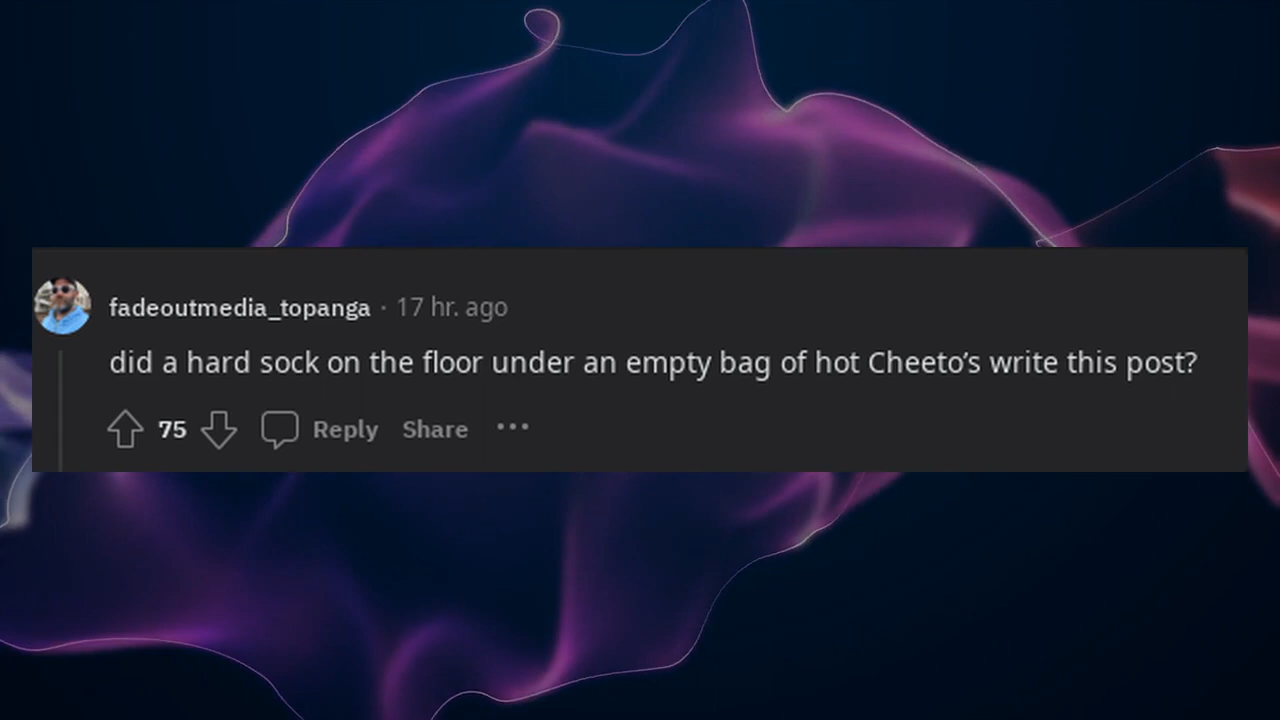 fadeoutmedia_topanga · 17 hr. ago
did a hard sock on the floor under an empty bag of hot Cheeto’s write this post?
75 Reply Share ···